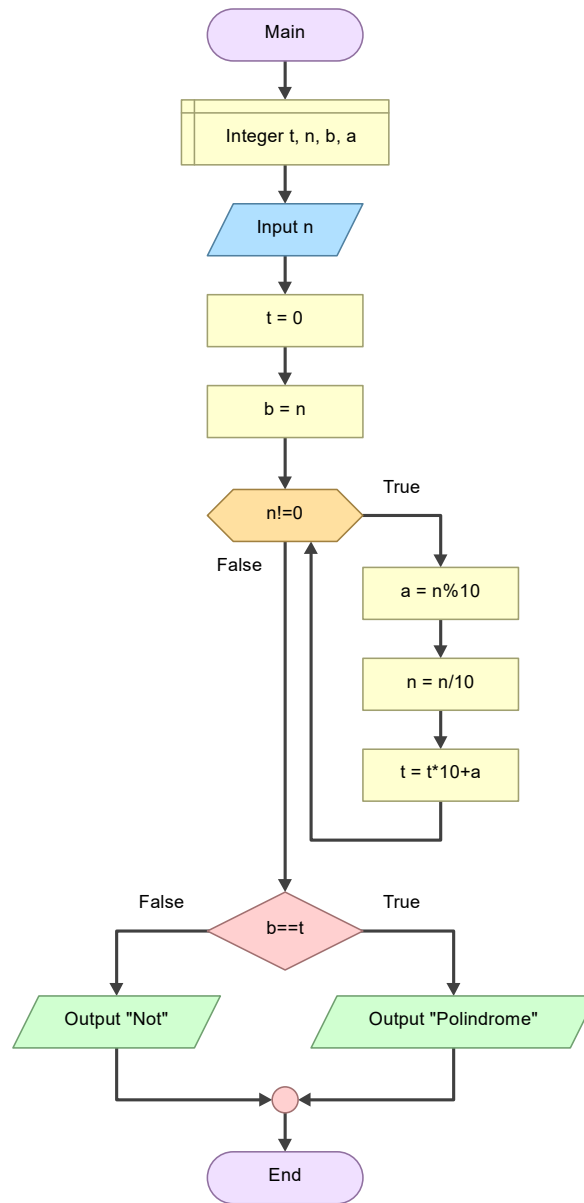 Main
Integer t, n, b, a
Input n
t = 0
b = n
n!=0
True
False
a = n%10
n = n/10
t = t*10+a
False
True
b==t
Output "Not"
Output "Polindrome"
End